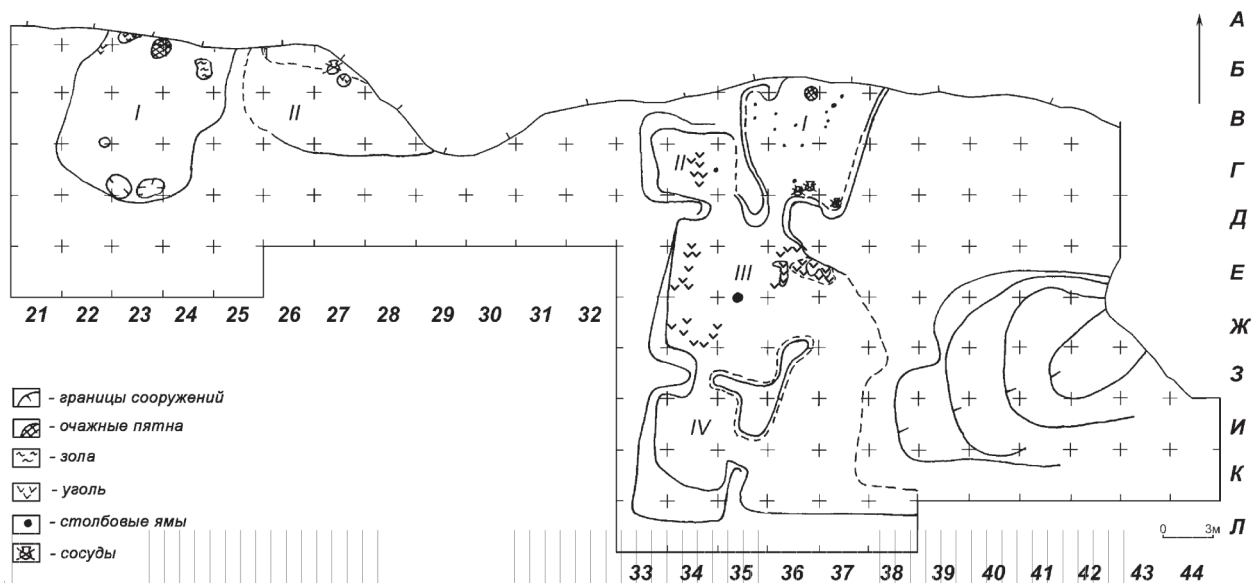 А
Б
В
Г
Д
Е
Ж
З
И
К
Л
I
II
I
II
III
IV
21 22 23 24 25 26 27 28 29 30 31 32
- границы сооружений
- очажные пятна
- зола
- уголь
- столбовые ямы
- сосуды
0 3м
33 34 35 36 37 38 39 40 41 42 43 44